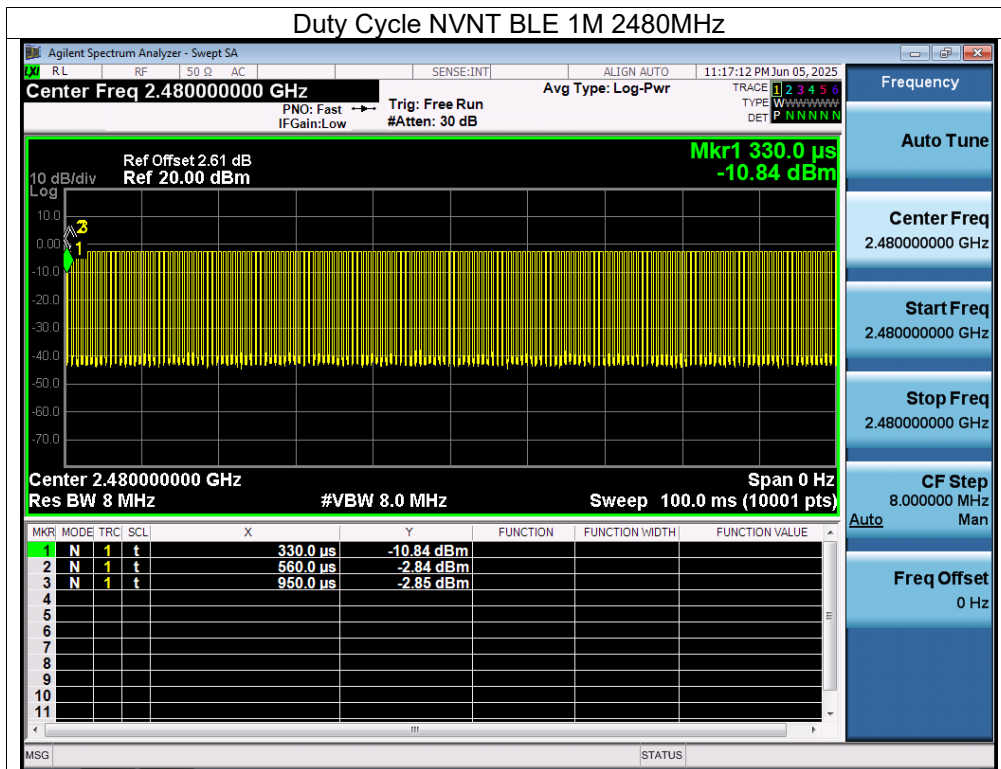 Duty Cycle NVNT BLE 1M 2480MHz
Agilent Spectrum Analyzer - Swept SA
LXI RL RF 50 Ω AC SENSE:INT ALIGN AUTO 11:17:12 PM Jun 05, 2025
Center Freq 2.480000000 GHz Avg Type: Log-Pwr TRACE 1 2 3 4 5 6
PNO: Fast Trig: Free Run TYPE WWWWWWW
IFGain:Low #Atten: 30 dB DET P N N N N N
Frequency
Auto Tune
Mkr1 330.0 µs
-10.84 dBm
Ref Offset 2.61 dB
10 dB/div Ref 20.00 dBm
Log
10.0
0.00
-10.0
-20.0
-30.0
-40.0
-50.0
-60.0
-70.0
2 3
1
Center Freq
2.480000000 GHz
Start Freq
2.480000000 GHz
Stop Freq
2.480000000 GHz
CF Step
8.000000 MHz
Auto Man
Freq Offset
0 Hz
Center 2.480000000 GHz Span 0 Hz
Res BW 8 MHz #VBW 8.0 MHz Sweep 100.0 ms (10001 pts)
MKR MODE TRC SCL X Y FUNCTION FUNCTION WIDTH FUNCTION VALUE
1 N 1 t 330.0 µs -10.84 dBm
2 N 1 t 560.0 µs -2.84 dBm
3 N 1 t 950.0 µs -2.85 dBm
4
5
6
7
8
9
10
11
MSG STATUS